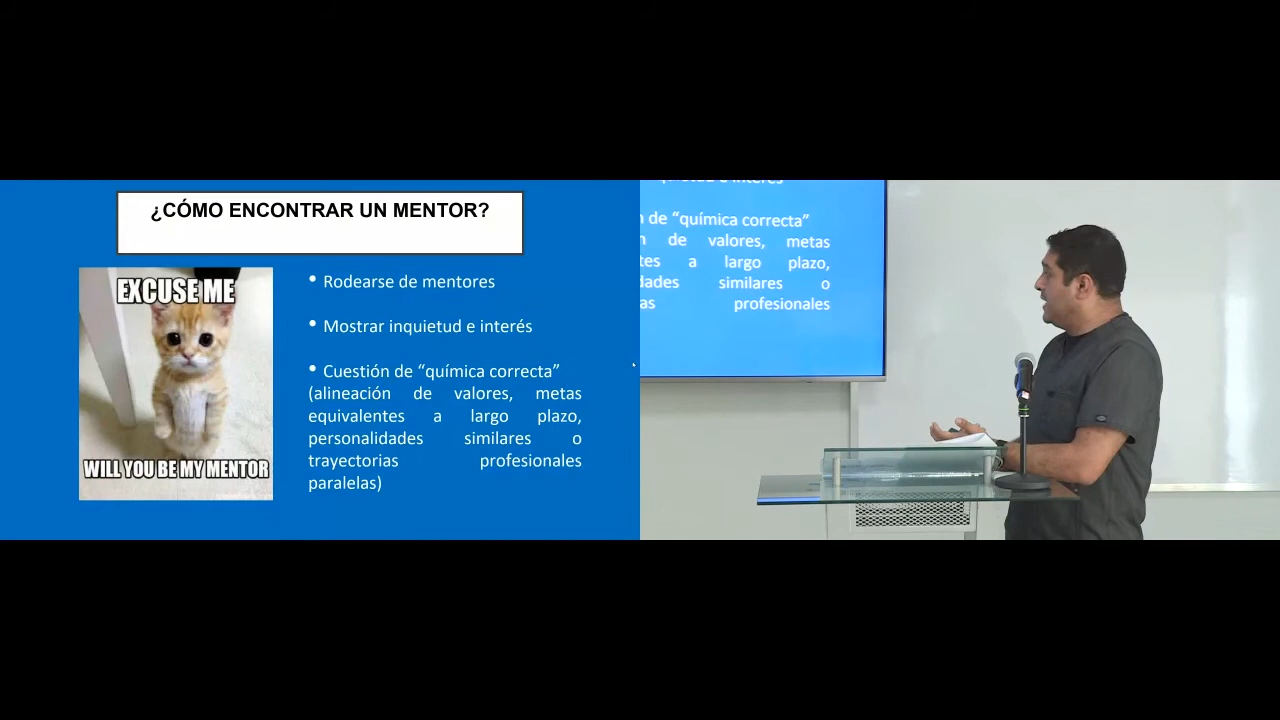 ¿CÓMO ENCONTRAR UN MENTOR?
EXCUSE ME
WILL YOU BE MY MENTOR
• Rodearse de mentores
• Mostrar inquietud e interés
• Cuestión de “química correcta”
(alineación de valores, metas
equivalentes a largo plazo,
personalidades similares o
trayectorias profesionales
paralelas)
de “química correcta”
de valores, metas
a largo plazo,
similares o
profesionales